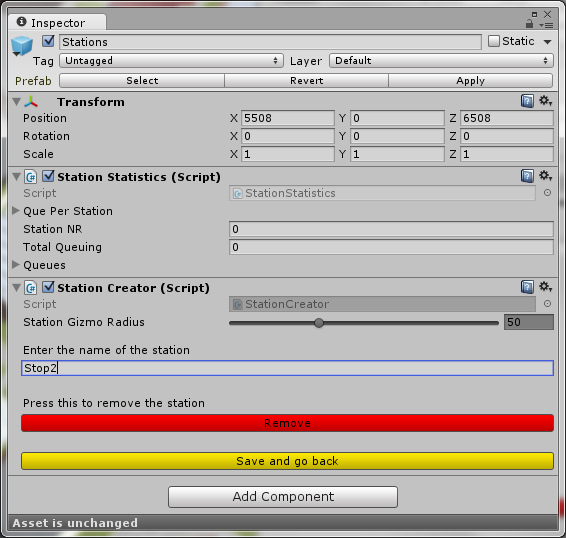 Inspector
Stations Static
Tag Untagged Layer Default
Prefab Select Revert Apply
Transform
Position X 5508 Y 0 Z 6508
Rotation X 0 Y 0 Z 0
Scale X 1 Y 1 Z 1
Station Statistics (Script)
Script StationStatistics
Que Per Station
Station NR 0
Total Queuing 0
Queues
Station Creator (Script)
Script StationCreator
Station Gizmo Radius 50
Enter the name of the station
Stop2
Press this to remove the station
Remove
Save and go back
Add Component
Asset is unchanged